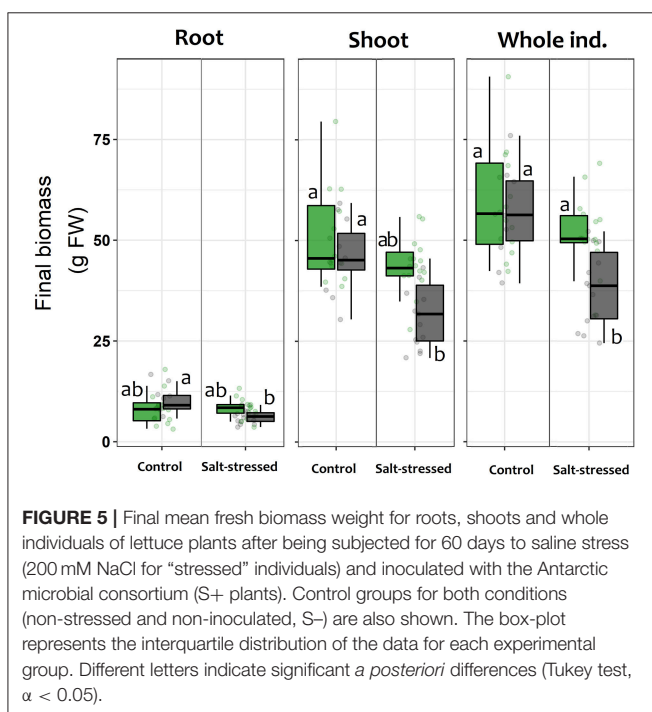 Root Shoot Whole ind.
Final biomass
(g FW)
75
50
25
0
ab a ab b
a a ab b
a a a b
Control Salt-stressed Control Salt-stressed Control Salt-stressed
FIGURE 5 | Final mean fresh biomass weight for roots, shoots and whole
individuals of lettuce plants after being subjected for 60 days to saline stress
(200 mM NaCl for “stressed” individuals) and inoculated with the Antarctic
microbial consortium (S+ plants). Control groups for both conditions
(non-stressed and non-inoculated, S–) are also shown. The box-plot
represents the interquartile distribution of the data for each experimental
group. Different letters indicate significant a posteriori differences (Tukey test,
α < 0.05).